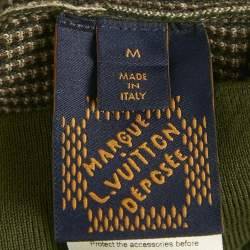 M
MADE
IN ITALY
MARQUE
L.VUITTON
DÉPOSÉE
Protect the accessories before